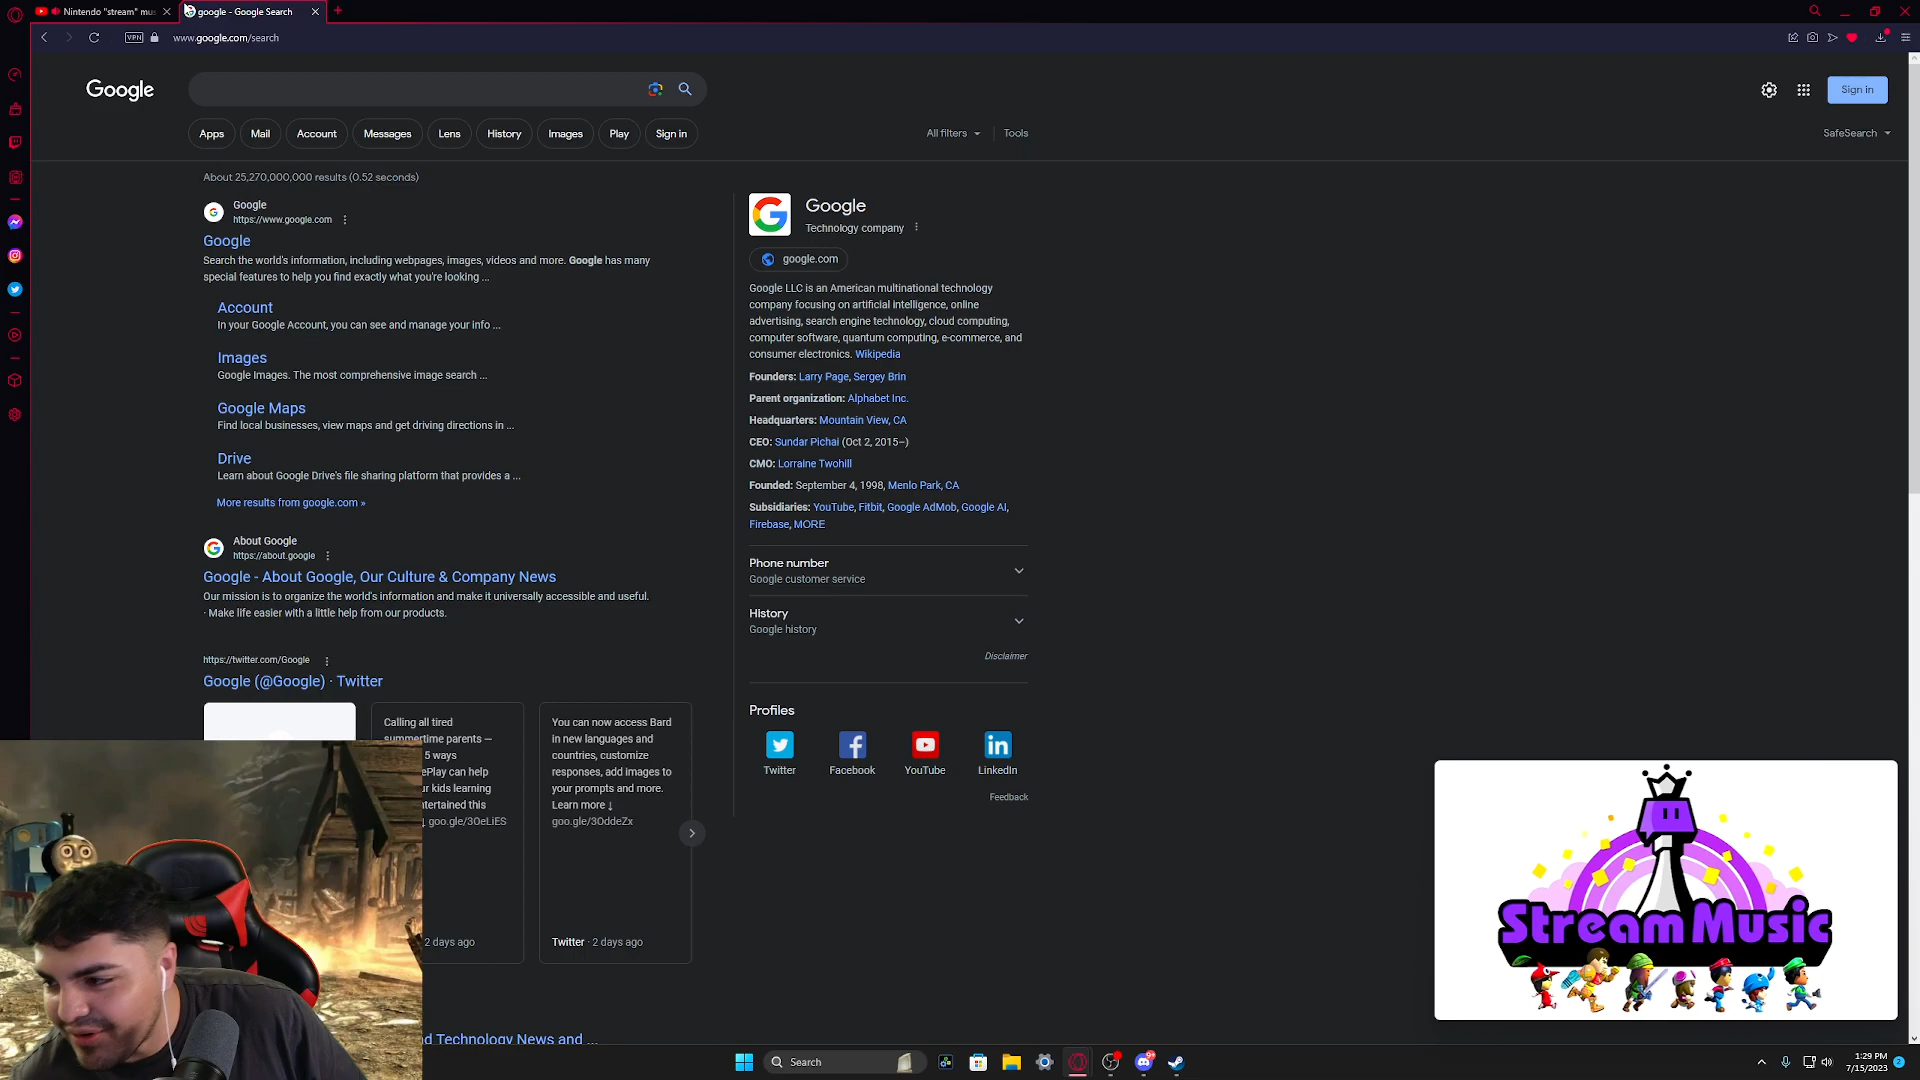 Nintendo "stream" mu
google - Google Search
VPN
www.google.com/search
Google
Sign in
Apps
Mail
Account
Messages
Lens
History
Images
Play
Sign in
All filters
Tools
SafeSearch
About 25,270,000,000 results (0.52 seconds)
Google
https://www.google.com
Google
Search the world's information, including webpages, images, videos and more. Google has many
special features to help you find exactly what you're looking ...
Account
In your Google Account, you can see and manage your info ...
Images
Google Images. The most comprehensive image search ...
Google Maps
Find local businesses, view maps and get driving directions in ...
Drive
Learn about Google Drive's file sharing platform that provides a ...
More results from google.com »
About Google
https://about.google
Google - About Google, Our Culture & Company News
Our mission is to organize the world's information and make it universally accessible and useful.
· Make life easier with a little help from our products.
https://twitter.com/Google
Google (@Google) · Twitter
Calling all tired
summertime parents —
5 ways
ePlay can help
ur kids learning
ntertained this
goo.gle/3OeLiES
2 days ago
You can now access Bard
in new languages and
countries, customize
responses, add images to
your prompts and more.
Learn more ↓
goo.gle/3OddeZx
Twitter · 2 days ago
d Technology News and ...
Google
Technology company
google.com
Google LLC is an American multinational technology
company focusing on artificial intelligence, online
advertising, search engine technology, cloud computing,
computer software, quantum computing, e-commerce, and
consumer electronics. Wikipedia
Founders: Larry Page, Sergey Brin
Parent organization: Alphabet Inc.
Headquarters: Mountain View, CA
CEO: Sundar Pichai (Oct 2, 2015–)
CMO: Lorraine Twohill
Founded: September 4, 1998, Menlo Park, CA
Subsidiaries: YouTube, Fitbit, Google AdMob, Google AI,
Firebase, MORE
Phone number
Google customer service
History
Google history
Disclaimer
Profiles
Twitter
Facebook
YouTube
LinkedIn
Feedback
Stream Music
Search
1:29 PM
7/15/2023
2